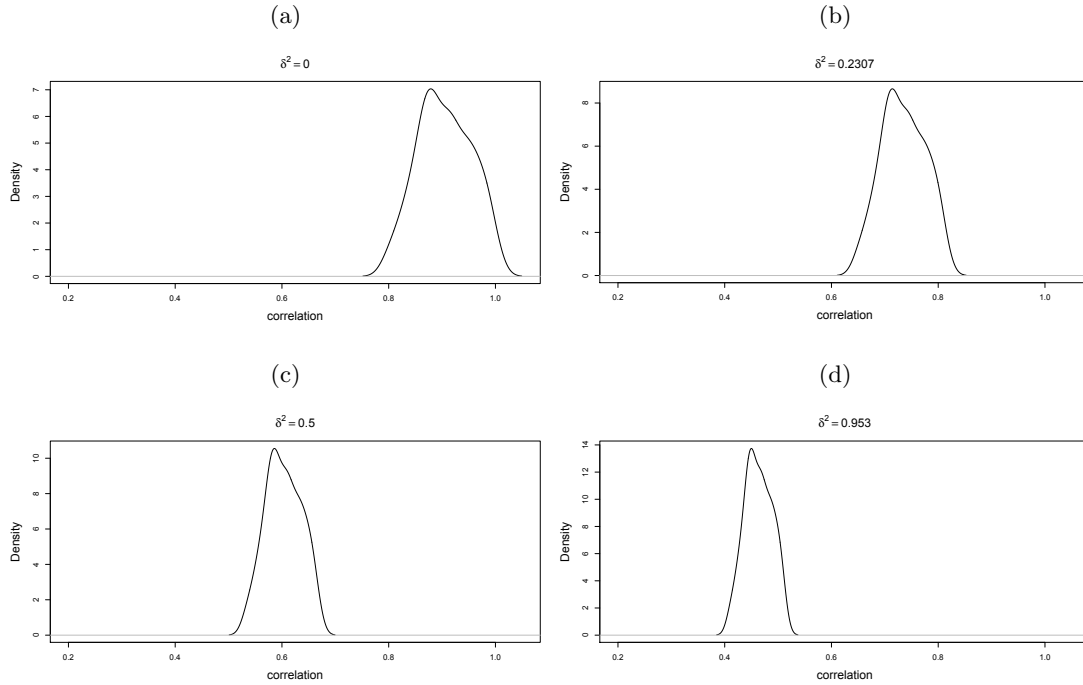 (a)
δ² = 0
Density
7
6
5
4
3
2
1
0
0.2 0.4 0.6 0.8 1.0
correlation
(b)
δ² = 0.2307
Density
8
6
4
2
0
0.2 0.4 0.6 0.8 1.0
correlation
(c)
δ² = 0.5
Density
10
8
6
4
2
0
0.2 0.4 0.6 0.8 1.0
correlation
(d)
δ² = 0.953
Density
14
12
10
8
6
4
2
0
0.2 0.4 0.6 0.8 1.0
correlation